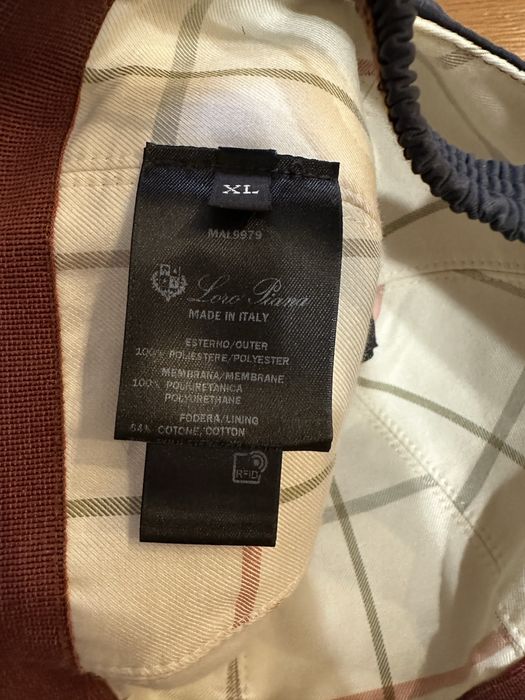 XL
MAL9979
Loro Piana
MADE IN ITALY
ESTERNO/OUTER
100% POLIESTERE/POLYESTER
MEMBRANA/MEMBRANE
100% POLIURETANICA
POLYURETHANE
FODERA/LINING
64% COTONE/COTTON
RFID